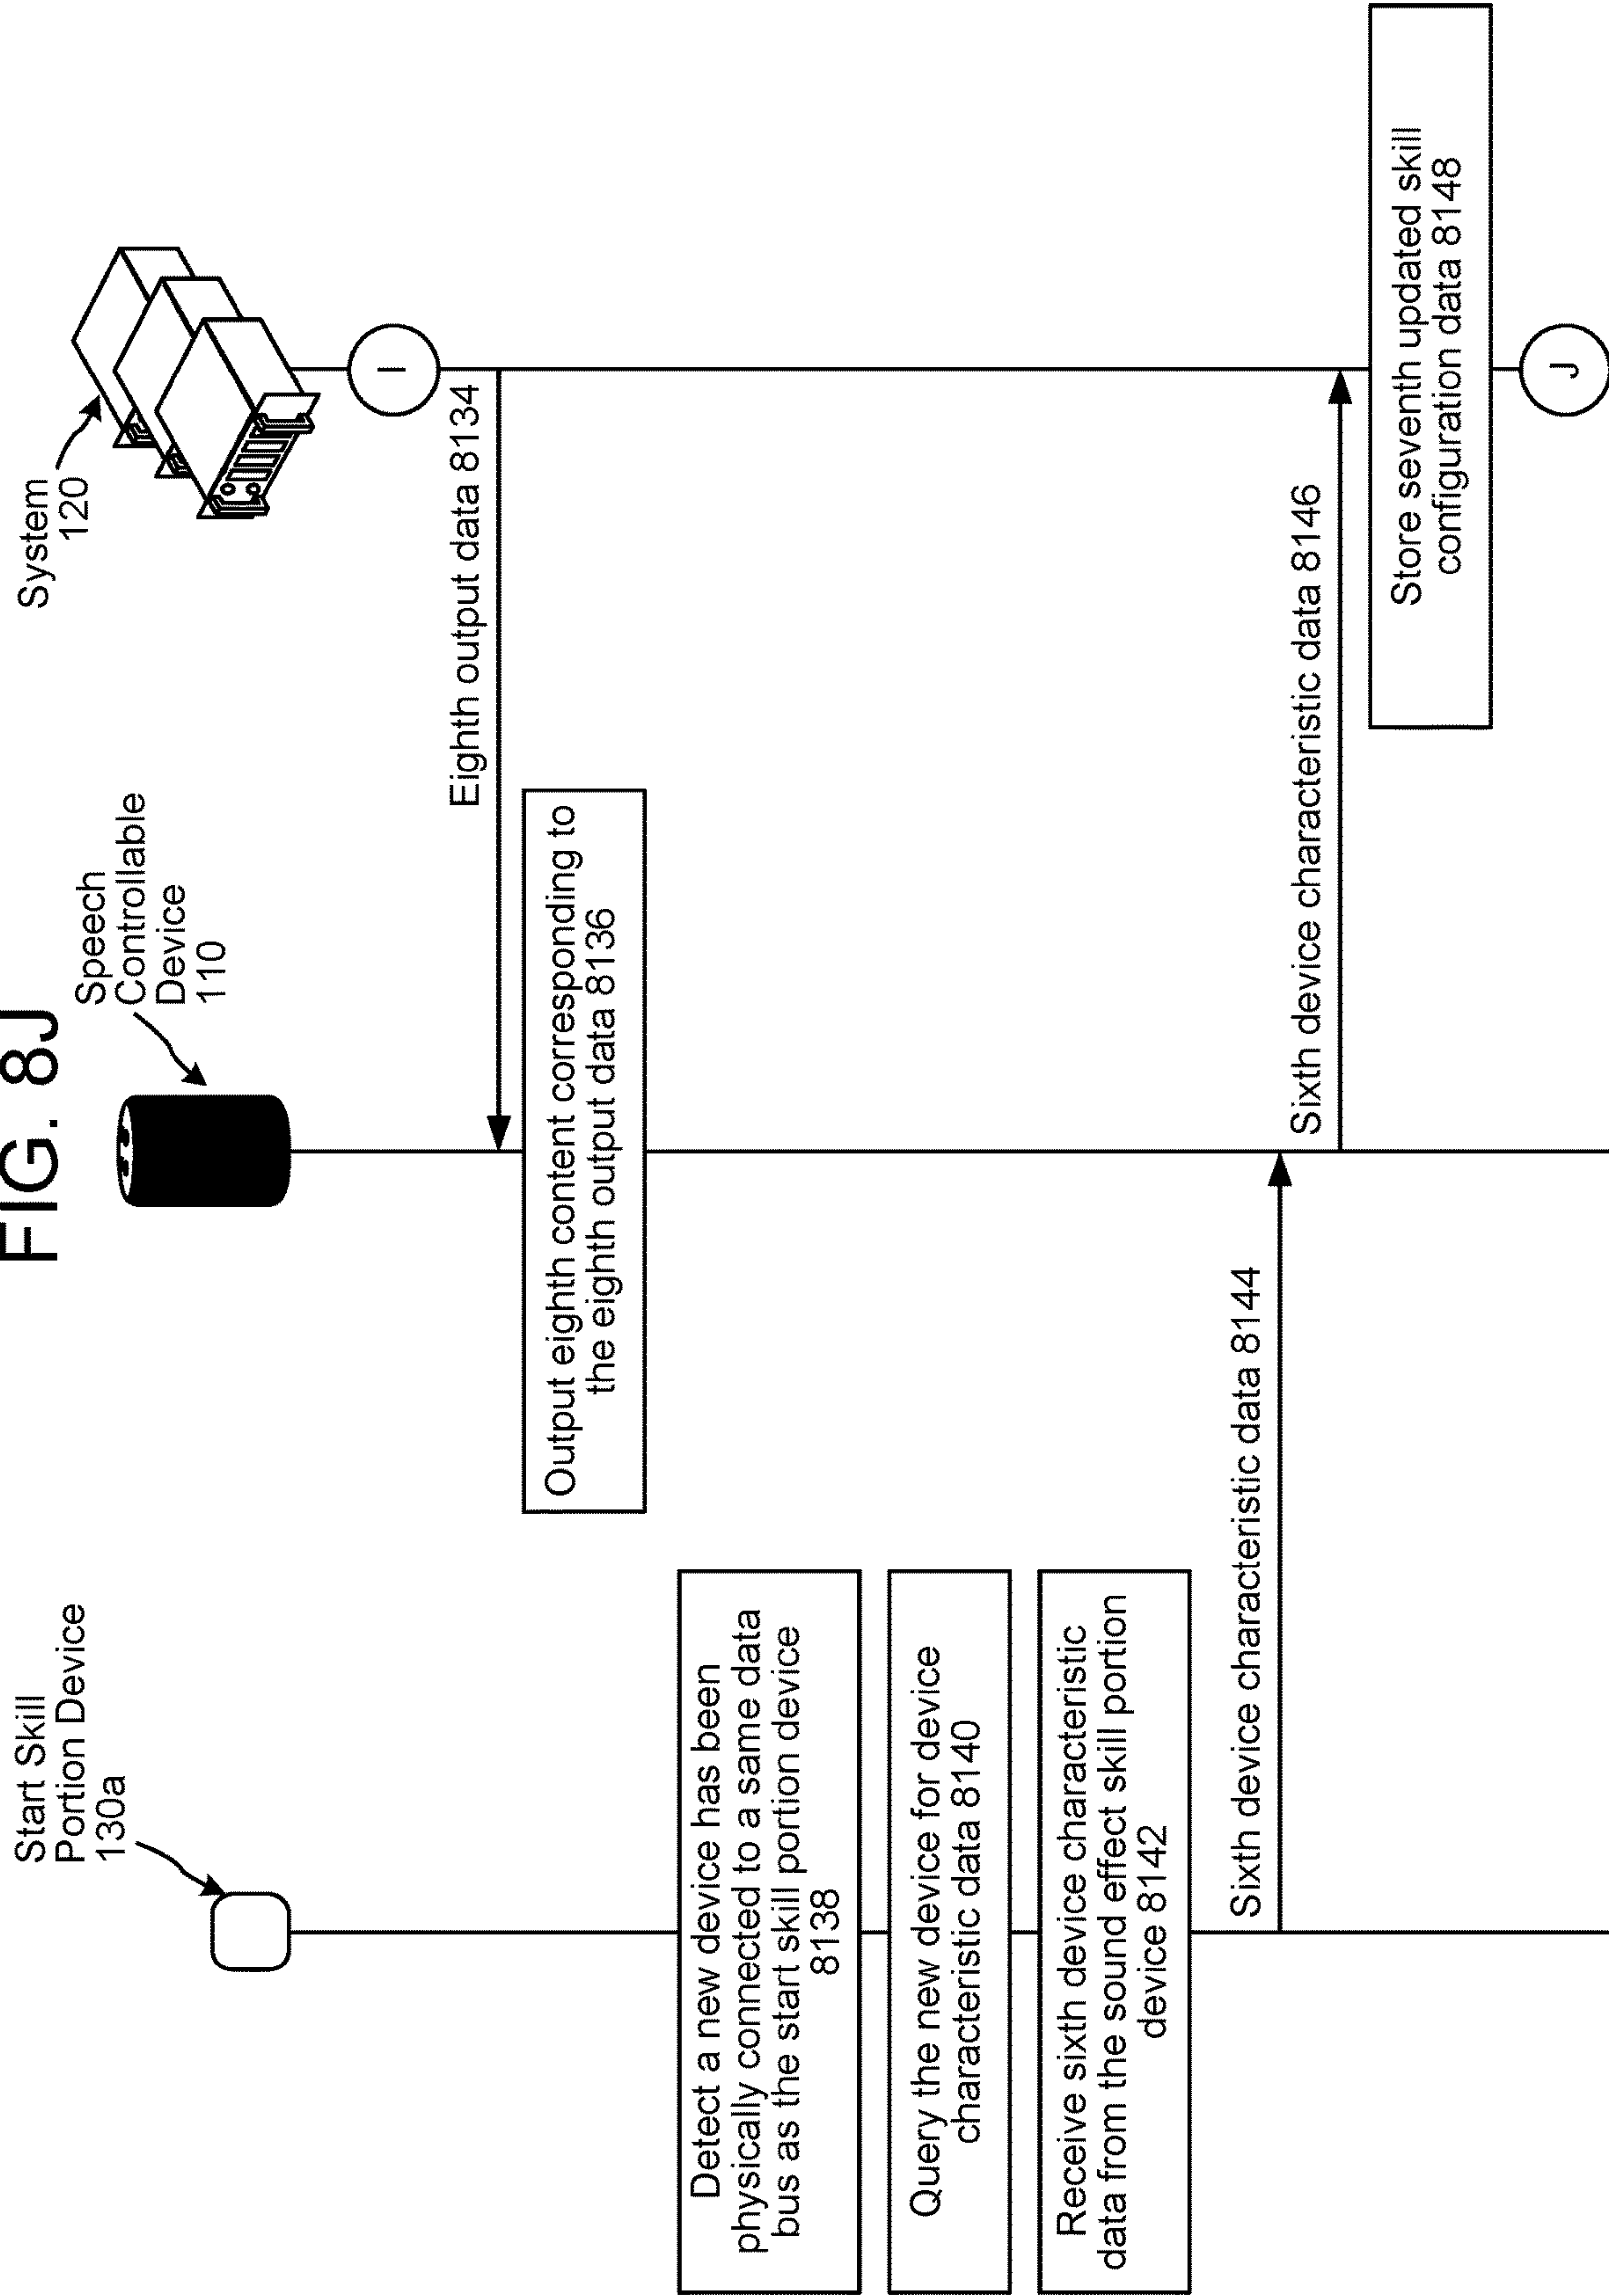 FIG. 8J
Start Skill
Portion Device
130a
Speech
Controllable
Device
110
System
120
I
Eighth output data 8134
Output eighth content corresponding to
the eighth output data 8136
Detect a new device has been
physically connected to a same data
bus as the start skill portion device
8138
Query the new device for device
characteristic data 8140
Receive sixth device characteristic
data from the sound effect skill portion
device 8142
Sixth device characteristic data 8144
Sixth device characteristic data 8146
Store seventh updated skill
configuration data 8148
J